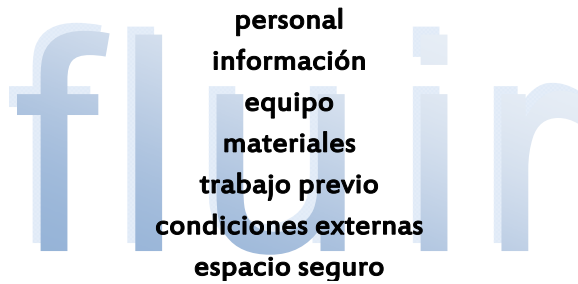 fluir
personal
información
equipo
materiales
trabajo previo
condiciones externas
espacio seguro